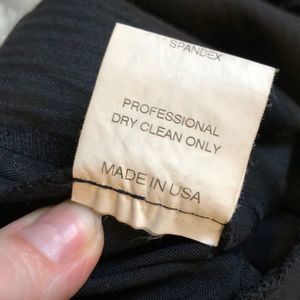 SPANDEX
PROFESSIONAL
DRY CLEAN ONLY
MADE IN USA